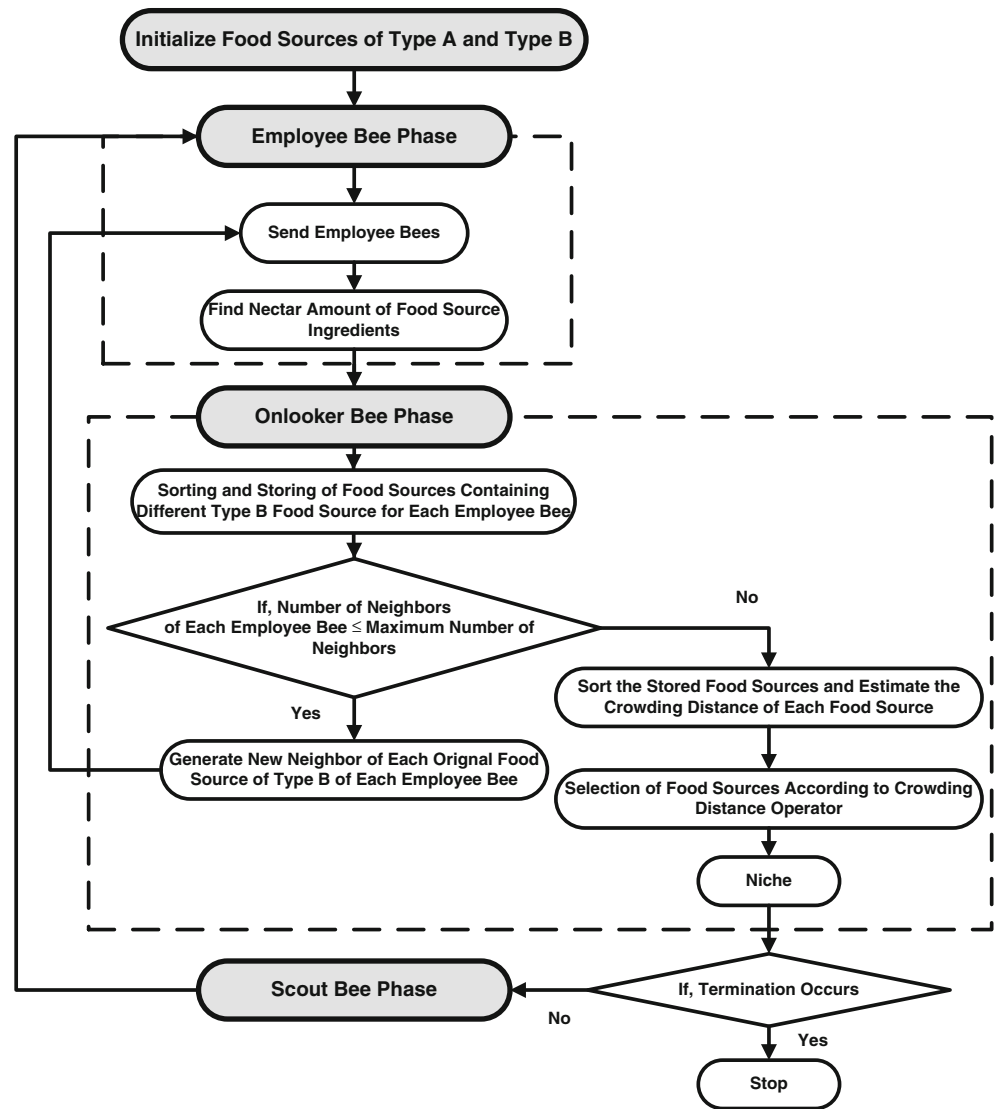 Initialize Food Sources of Type A and Type B
Employee Bee Phase
Send Employee Bees
Find Nectar Amount of Food Source
Ingredients
Onlooker Bee Phase
Sorting and Storing of Food Sources Containing
Different Type B Food Source for Each Employee Bee
If, Number of Neighbors
of Each Employee Bee ≤ Maximum Number of
Neighbors
No
Yes
Sort the Stored Food Sources and Estimate the
Crowding Distance of Each Food Source
Generate New Neighbor of Each Orignal Food
Source of Type B of Each Employee Bee
Selection of Food Sources According to Crowding
Distance Operator
Niche
If, Termination Occurs
Scout Bee Phase
No
Yes
Stop